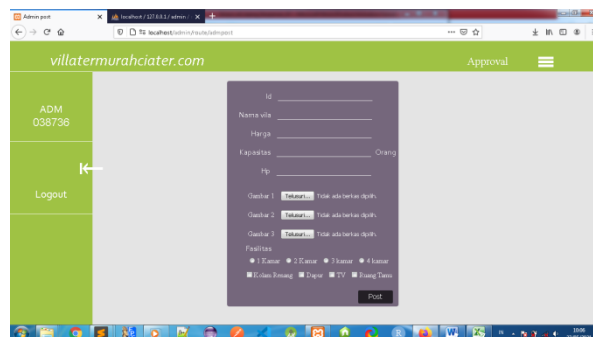 Admin post
localhost / 127.0.0.1 / admin /
localhost/admin/route/admpost
villatermurahciater.com
Approval
ADM
038736
Logout
Id
Nama vila
Harga
Kapasitas Orang
Hp
Gambar 1 Telusuri... Tidak ada berkas dipilih.
Gambar 2 Telusuri... Tidak ada berkas dipilih.
Gambar 3 Telusuri... Tidak ada berkas dipilih.
Fasilitas
1 Kamar 2 Kamar 3 kamar 4 kamar
Kolam Renang Dapur TV Ruang Tamu
Post
10:06